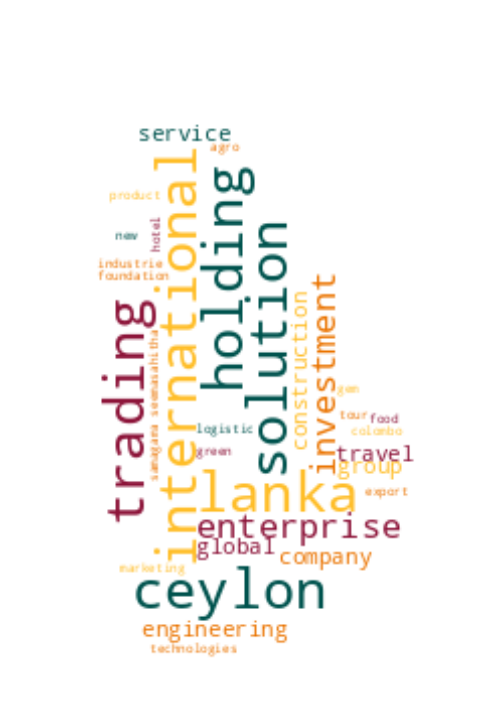 service
agro
international
holding
product
hotel
new
solution
industrie
foundation
investment
construction
trading
samagama seemasahitha
gem
tour
food
logistic
colombo
green
travel
group
lanka
export
enterprise
global
company
marketing
ceylon
engineering
technologies